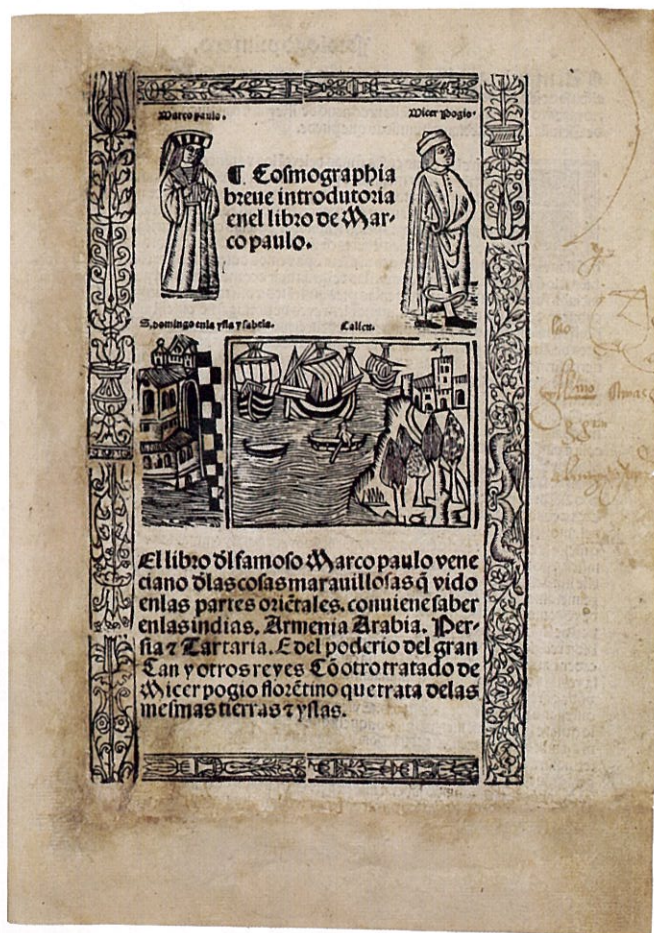 Marco paulo.
Micer Pogio.
¶ Cosmographia
breue introdutoria
enel libro de Mar-
co paulo.
S. domingo enla ysla ysabela.
Calicu.
El libro dl famoso Marco paulo vene
ciano dlas cosas marauillosas q̃ vido
enlas partes oriẽtales. conuiene saber
enlas indias. Armenia Arabia. Per-
sia ⁊ Tartaria. E del poderio del gran
Can y otros reyes Cõ otro tratado de
Micer pogio florẽtino que trata delas
mesmas tierras ⁊ yslas.